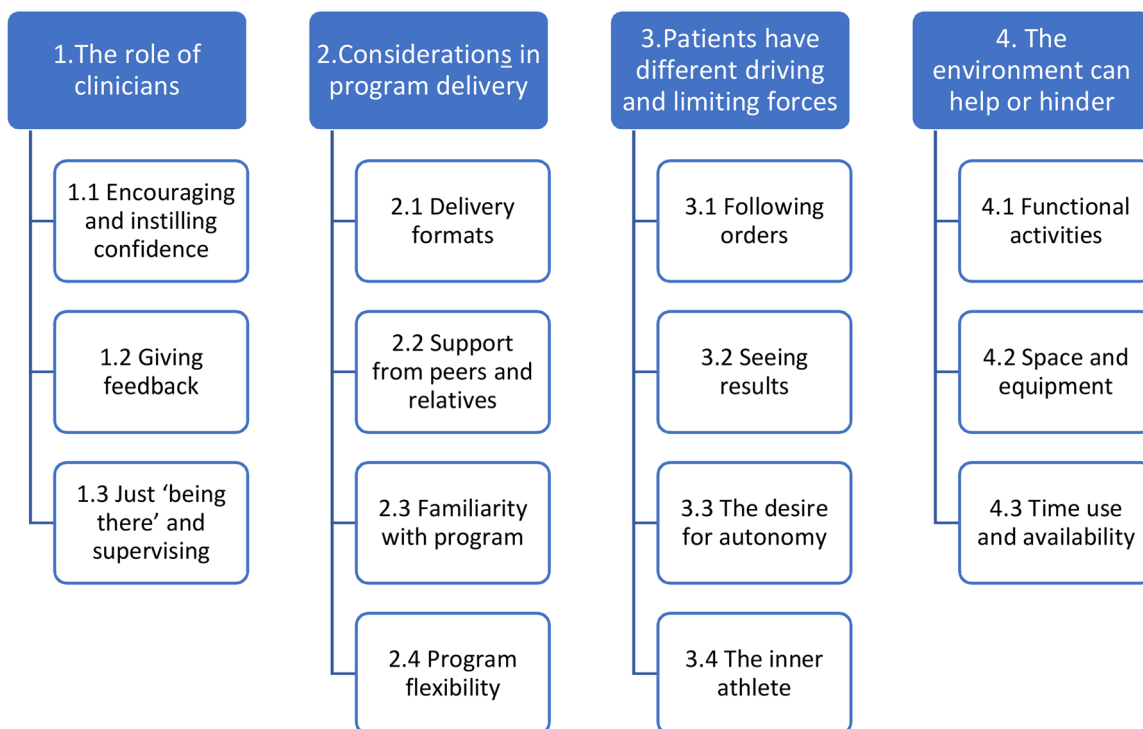 1.The role of
clinicians
1.1 Encouraging
and instilling
confidence
1.2 Giving
feedback
1.3 Just ‘being
there’ and
supervising
2.Considerations in
program delivery
2.1 Delivery
formats
2.2 Support
from peers and
relatives
2.3 Familiarity
with program
2.4 Program
flexibility
3.Patients have
different driving
and limiting forces
3.1 Following
orders
3.2 Seeing
results
3.3 The desire
for autonomy
3.4 The inner
athlete
4. The
environment can
help or hinder
4.1 Functional
activities
4.2 Space and
equipment
4.3 Time use
and availability